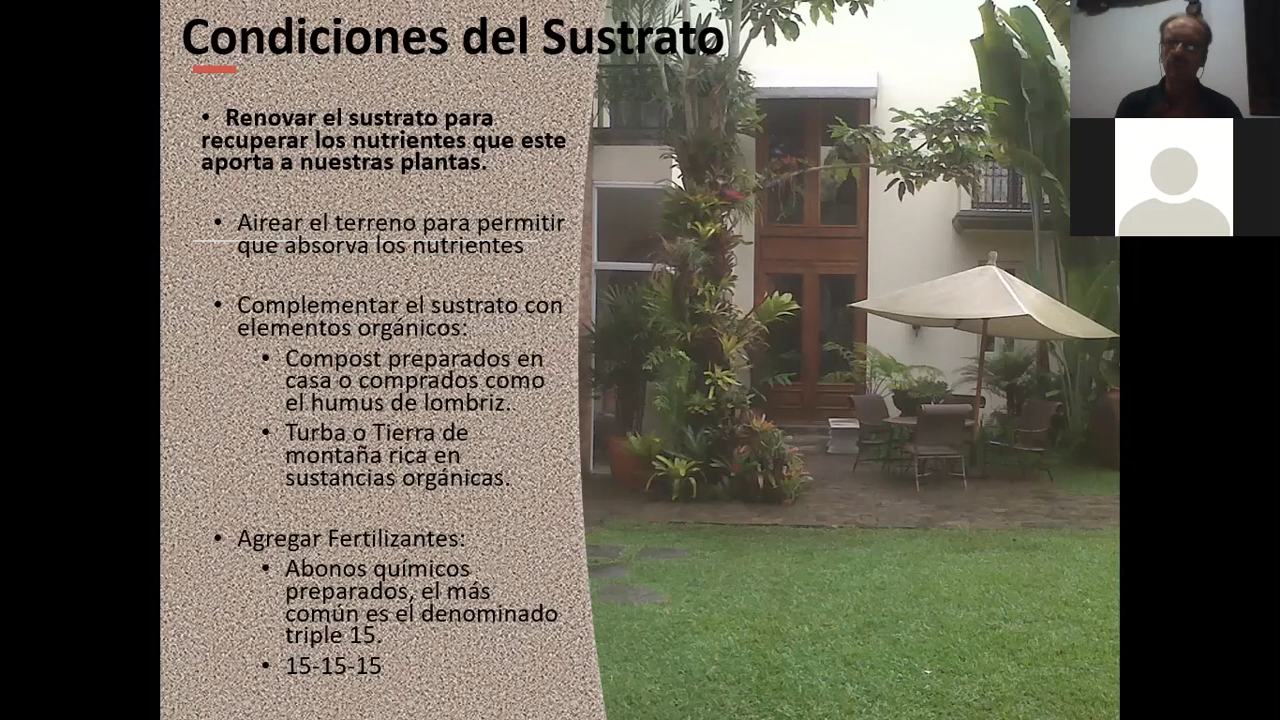 Condiciones del Sustrato
• Renovar el sustrato para
recuperar los nutrientes que este
aporta a nuestras plantas.
• Airear el terreno para permitir
que absorva los nutrientes
• Complementar el sustrato con
elementos orgánicos:
• Compost preparados en
casa o comprados como
el humus de lombriz.
• Turba o Tierra de
montaña rica en
sustancias orgánicas.
• Agregar Fertilizantes:
• Abonos químicos
preparados, el más
común es el denominado
triple 15.
• 15-15-15